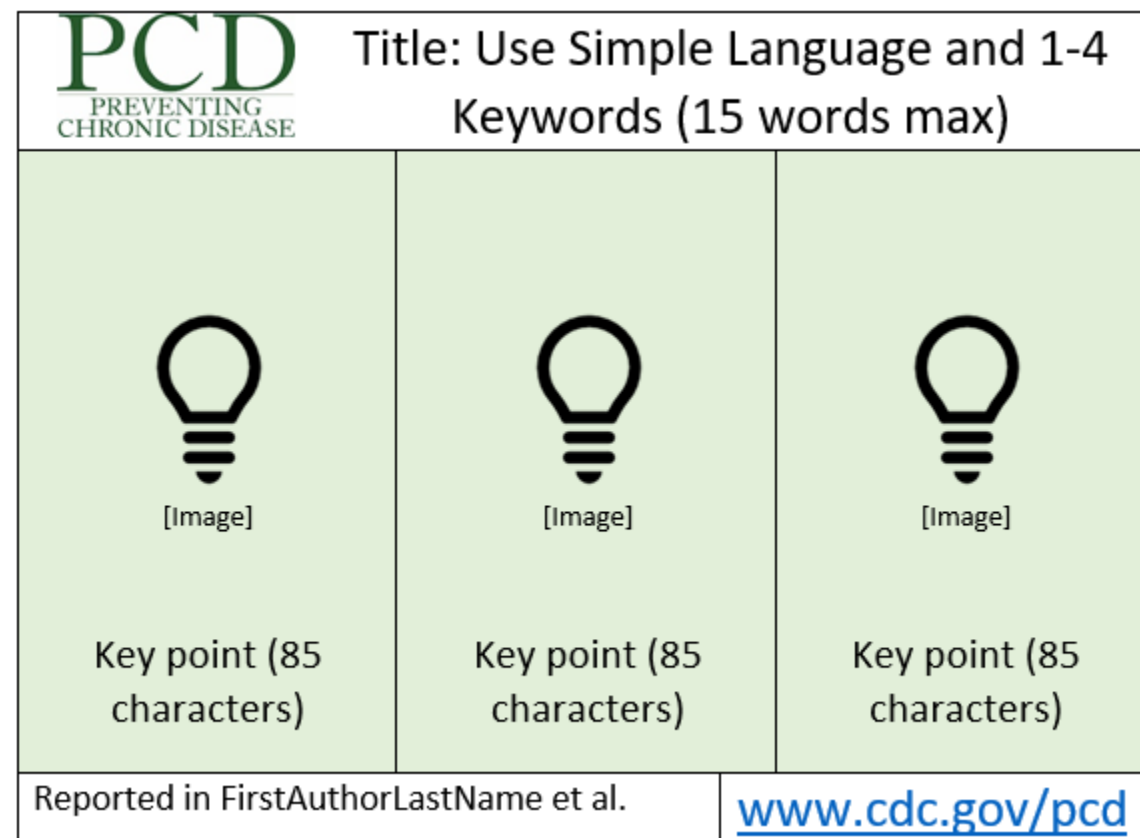 PCD
PREVENTING
CHRONIC DISEASE
Title: Use Simple Language and 1-4
Keywords (15 words max)
[Image]
Key point (85
characters)
[Image]
Key point (85
characters)
[Image]
Key point (85
characters)
Reported in FirstAuthorLastName et al.
www.cdc.gov/pcd